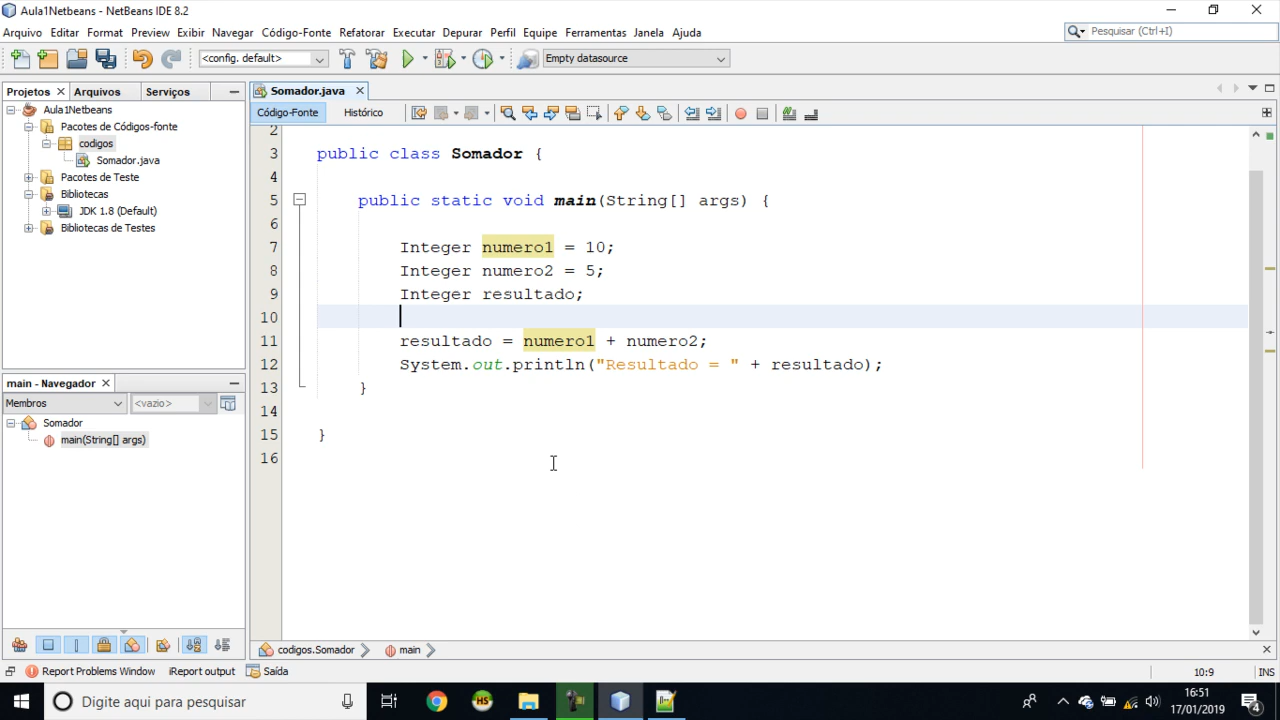 Aula1Netbeans - NetBeans IDE 8.2
Arquivo Editar Format Preview Exibir Navegar Código-Fonte Refatorar Executar Depurar Perfil Equipe Ferramentas Janela Ajuda
Pesquisar (Ctrl+I)
<config. default>
Empty datasource
Projetos Arquivos Serviços
Somador.java
Código-Fonte Histórico
Aula1Netbeans
Pacotes de Códigos-fonte
codigos
Somador.java
Pacotes de Teste
Bibliotecas
JDK 1.8 (Default)
Bibliotecas de Testes
2
3 public class Somador {
4
5 public static void main(String[] args) {
6
7 Integer numero1 = 10;
8 Integer numero2 = 5;
9 Integer resultado;
10
11 resultado = numero1 + numero2;
12 System.out.println("Resultado = " + resultado);
13 }
14
15 }
16
main - Navegador
Membros <vazio>
Somador
main(String[] args)
codigos.Somador main
Report Problems Window iReport output Saída
10:9 INS
Digite aqui para pesquisar
HS
16:51
17/01/2019
4